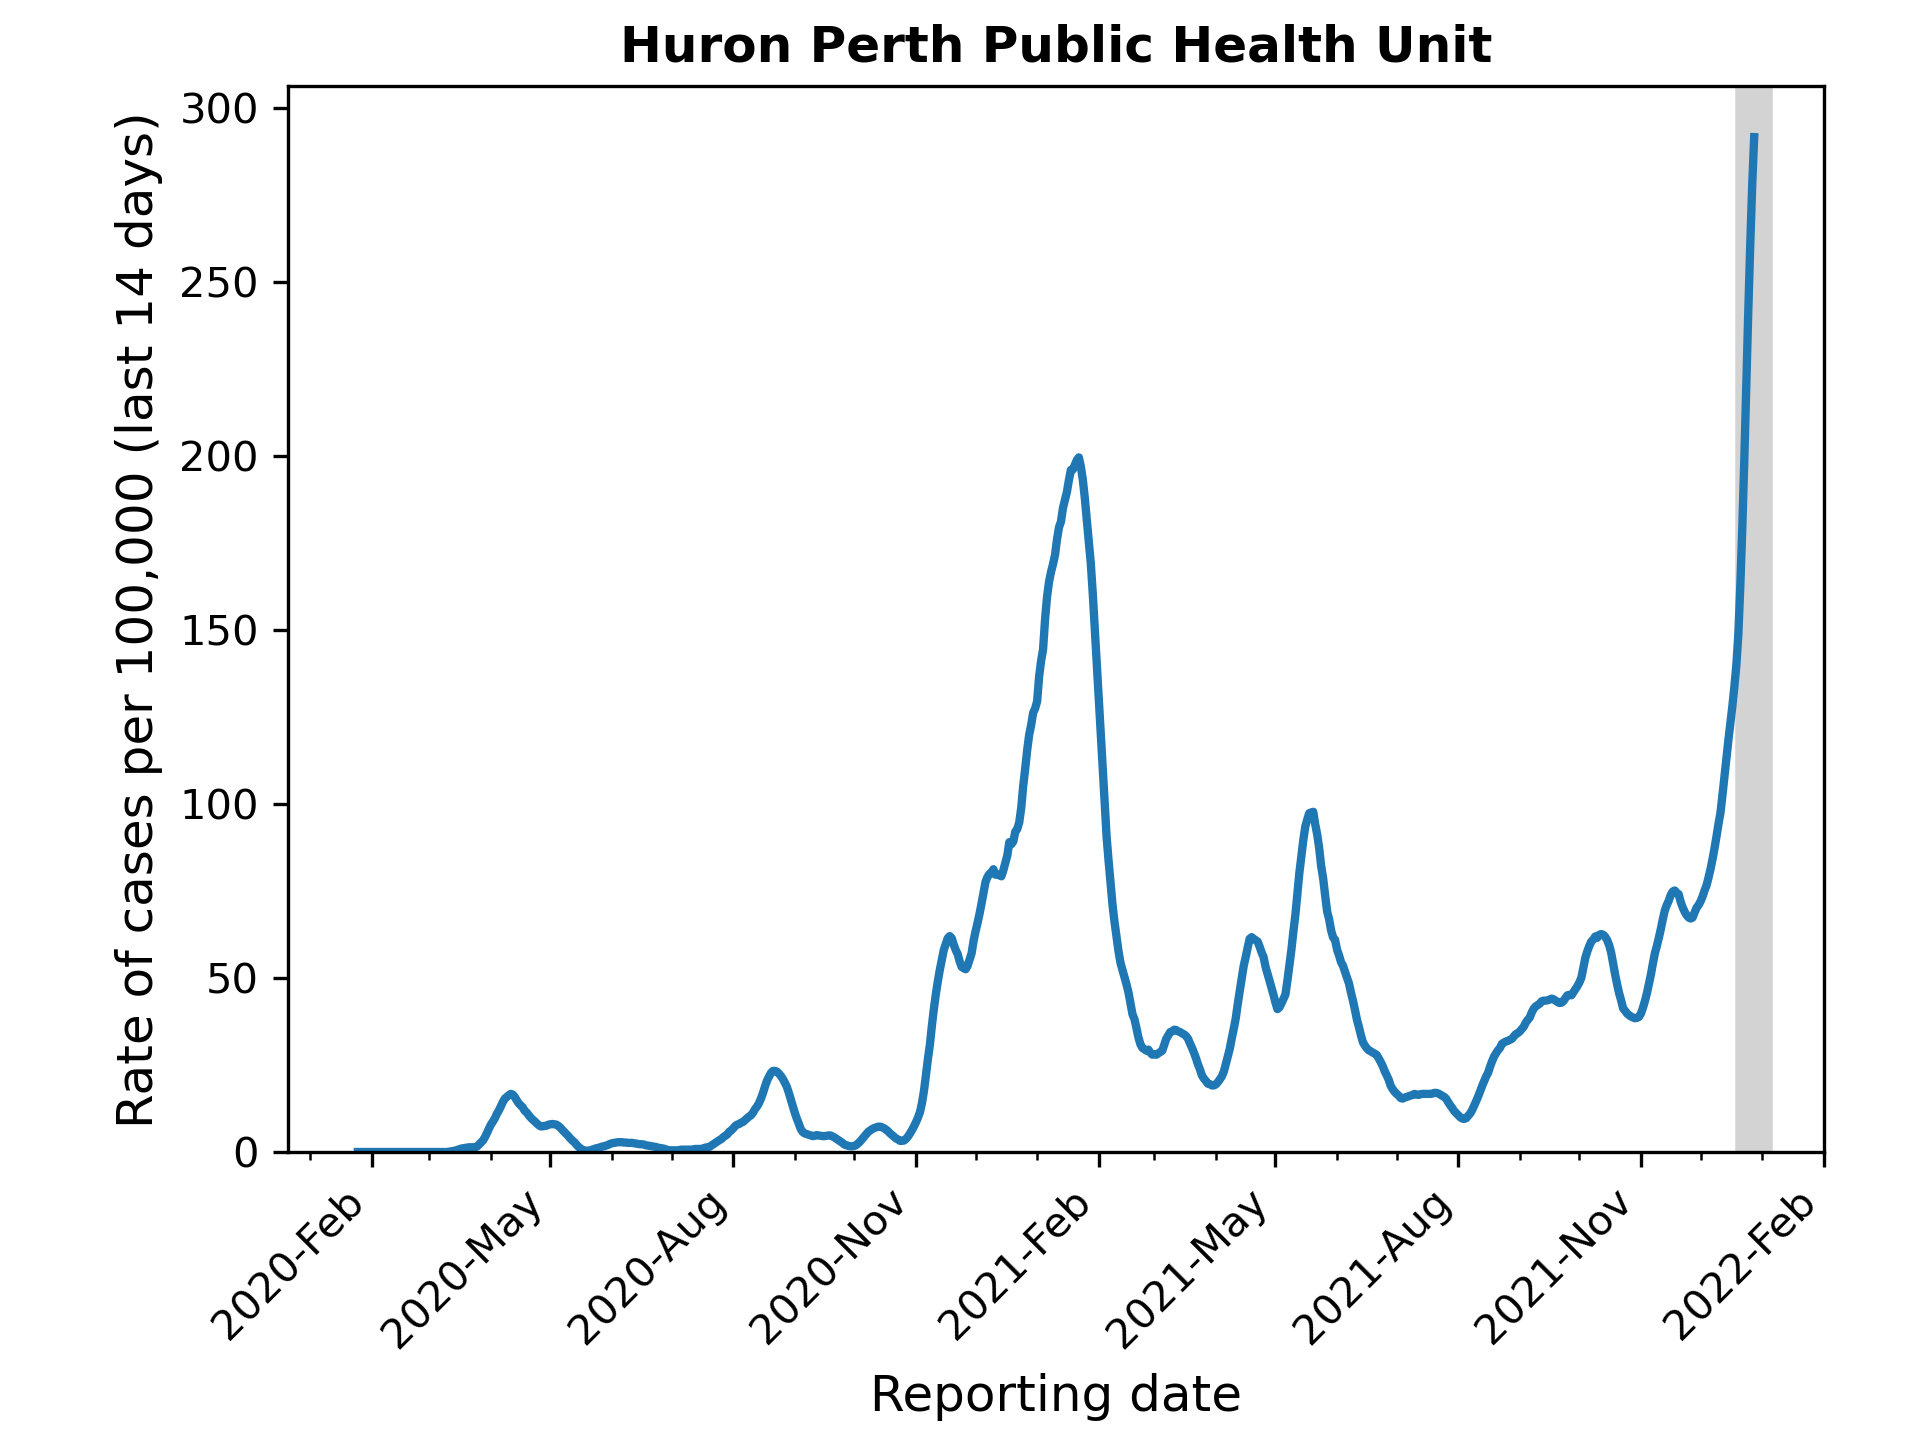 Huron Perth Public Health Unit
Rate of cases per 100,000 (last 14 days)
300
250
200
150
100
50
0
2020-Feb
2020-May
2020-Aug
2020-Nov
2021-Feb
2021-May
2021-Aug
2021-Nov
2022-Feb
Reporting date